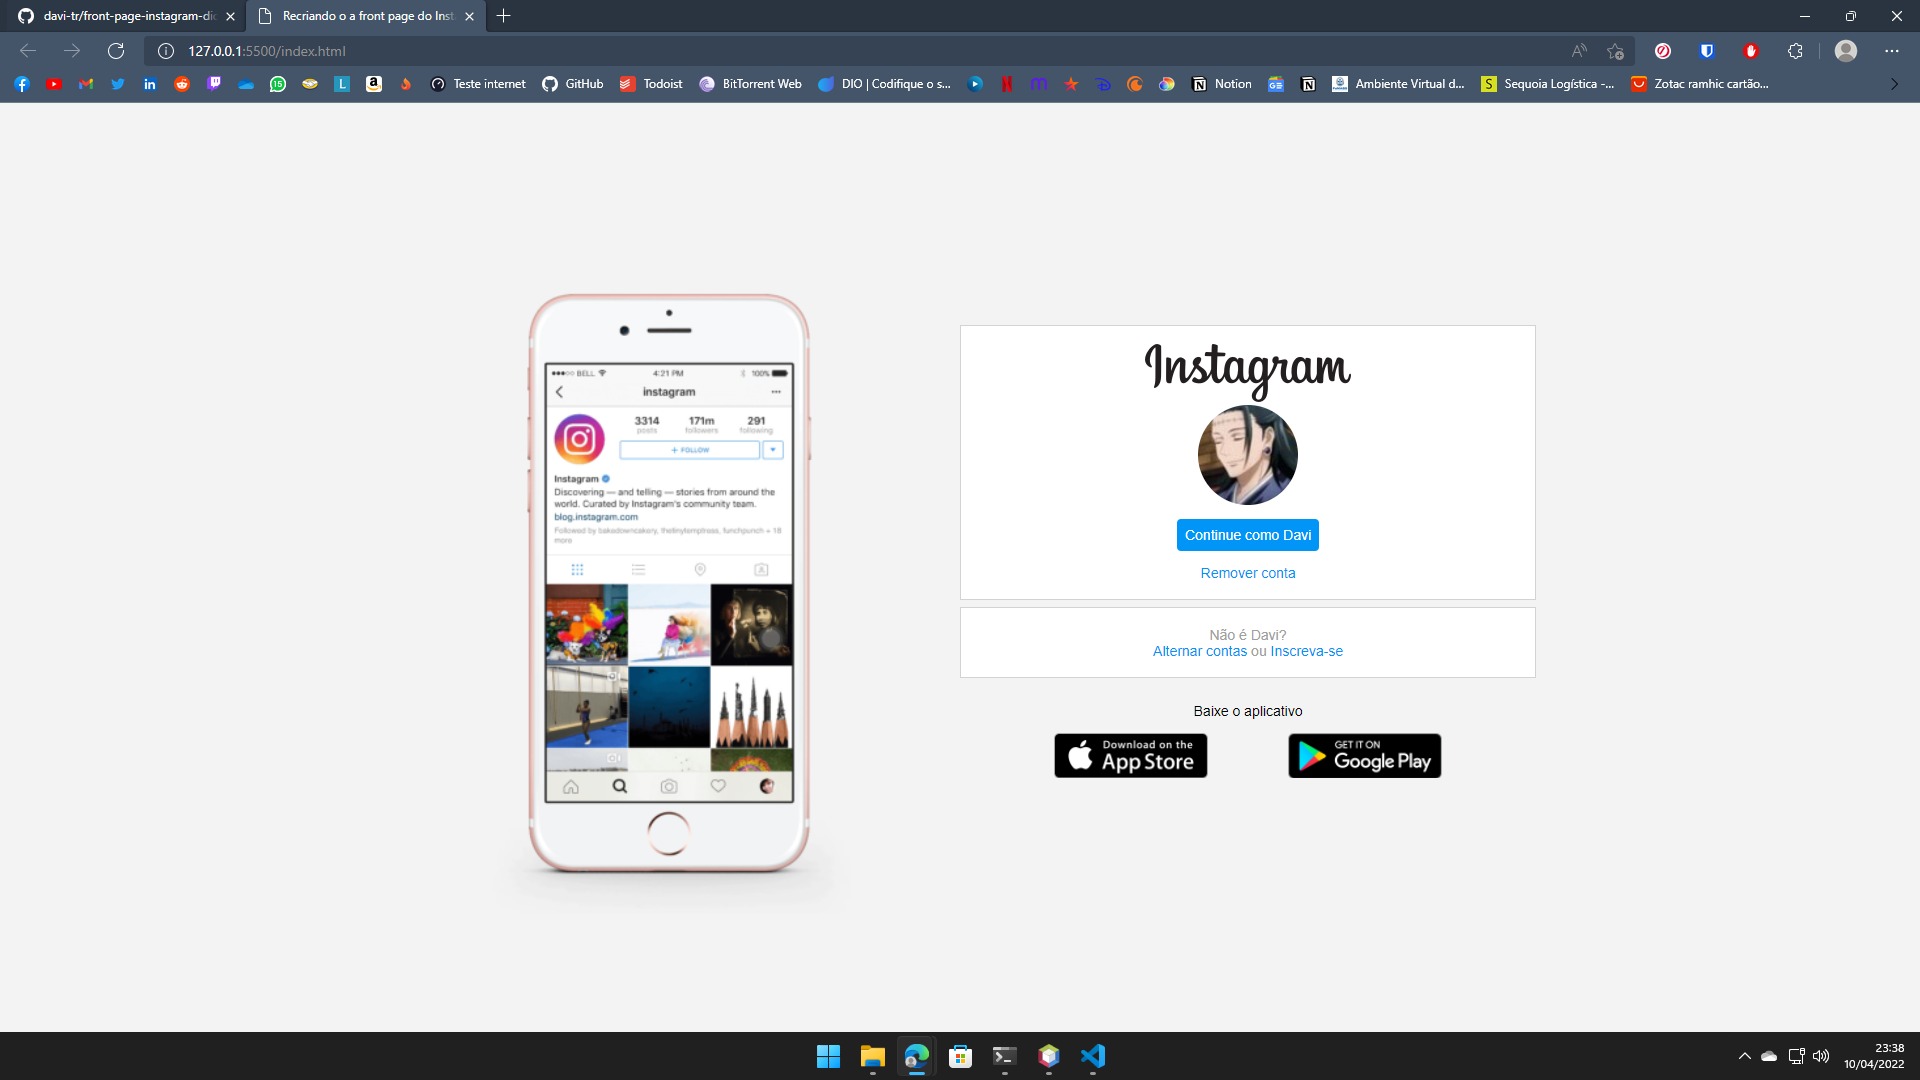 davi-tr/front-page-instagram-dio
Recriando o a front page do Inst
127.0.0.1:5500/index.html
Teste internet
GitHub
Todoist
BitTorrent Web
DIO | Codifique o s...
Notion
Ambiente Virtual d...
Sequoia Logística -...
Zotac ramhic cartão...
BELL
4:21 PM
100%
instagram
3314
171m
291
posts
followers
following
+ FOLLOW
Instagram
Discovering — and telling — stories from around the
world. Curated by Instagram's community team.
blog.instagram.com
Followed by bakedowncakery, thetinytemptress, lunchpunch + 18
more
Instagram
Continue como Davi
Remover conta
Não é Davi?
Alternar contas ou Inscreva-se
Baixe o aplicativo
Download on the
App Store
GET IT ON
Google Play
23:38
10/04/2022